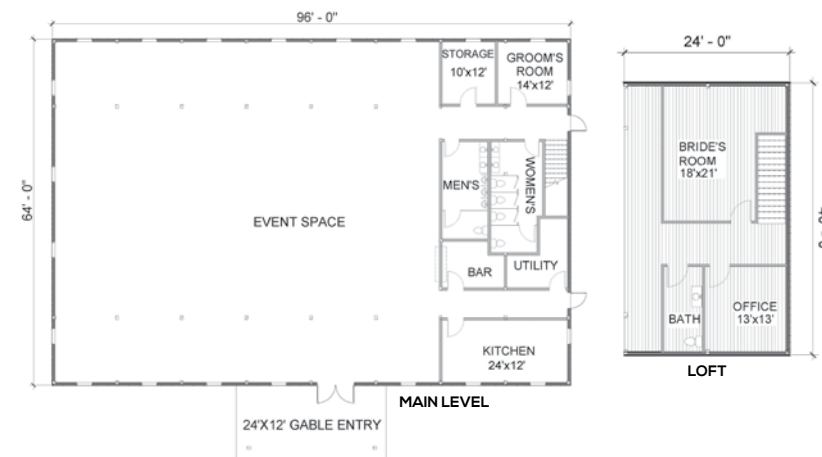 96' - 0"
64' - 0"
STORAGE
10'x12'
GROOM'S
ROOM
14'x12'
MEN'S
WOMEN'S
EVENT SPACE
BAR
UTILITY
KITCHEN
24'x12'
MAIN LEVEL
24'X12' GABLE ENTRY
24' - 0"
BRIDE'S
ROOM
18'x21'
BATH
OFFICE
13'x13'
LOFT